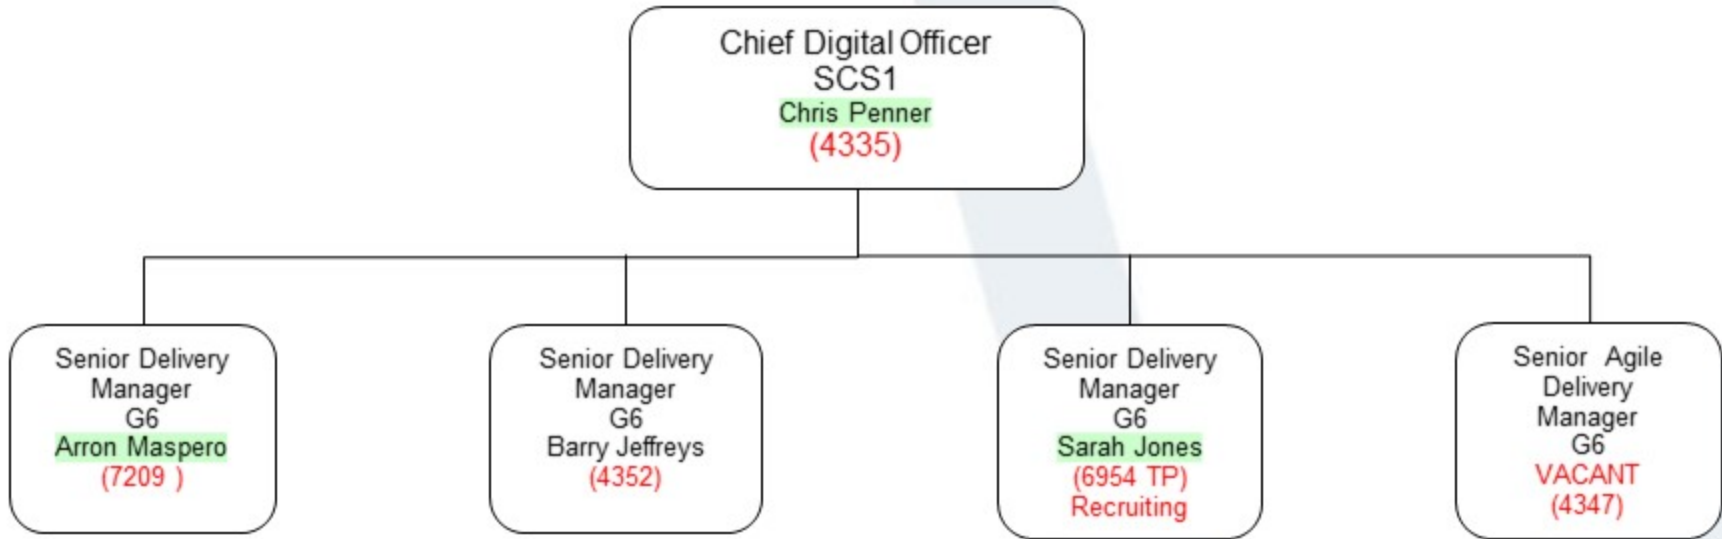 Chief Digital Officer
SCS1
Chris Penner
(4335)
Senior Delivery
Manager
G6
Arron Maspero
(7209 )
Senior Delivery
Manager
G6
Barry Jeffreys
(4352)
Senior Delivery
Manager
G6
Sarah Jones
(6954 TP)
Recruiting
Senior Agile
Delivery
Manager
G6
VACANT
(4347)